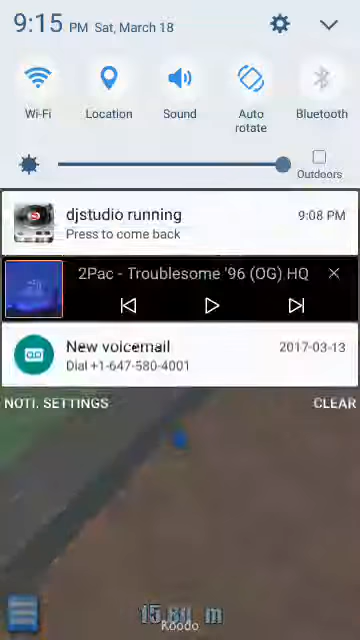 9:15 PM Sat, March 18
Wi-Fi
Location
Sound
Auto rotate
Bluetooth
Outdoors
djstudio running
9:08 PM
Press to come back
2Pac - Troublesome '96 (OG) HQ
New voicemail
2017-03-13
Dial +1-647-580-4001
NOTI. SETTINGS
CLEAR
m
Koodo